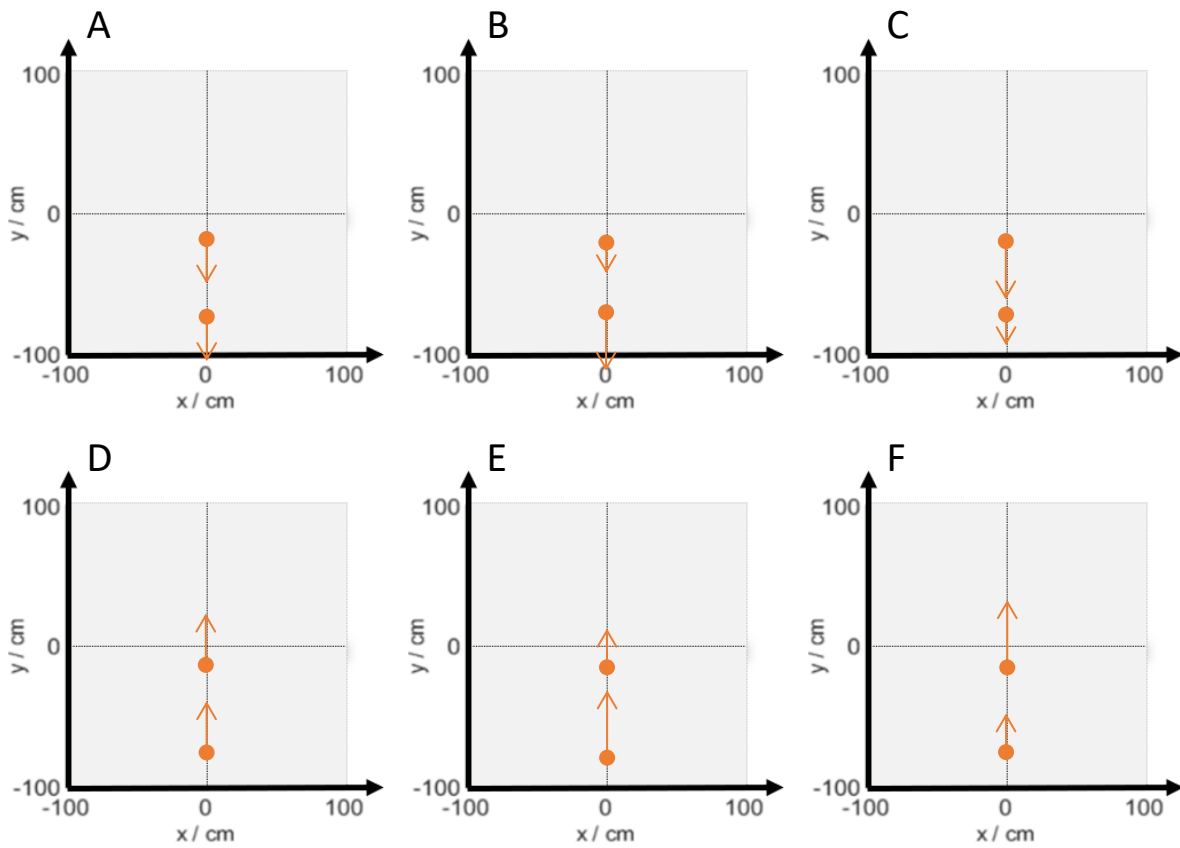 A B C
100 100 100
y / cm y / cm y / cm
0 0 0
-100 -100 -100
-100 0 100 -100 0 100 -100 0 100
x / cm x / cm x / cm
D E F
100 100 100
y / cm y / cm y / cm
0 0 0
-100 -100 -100
-100 0 100 -100 0 100 -100 0 100
x / cm x / cm x / cm